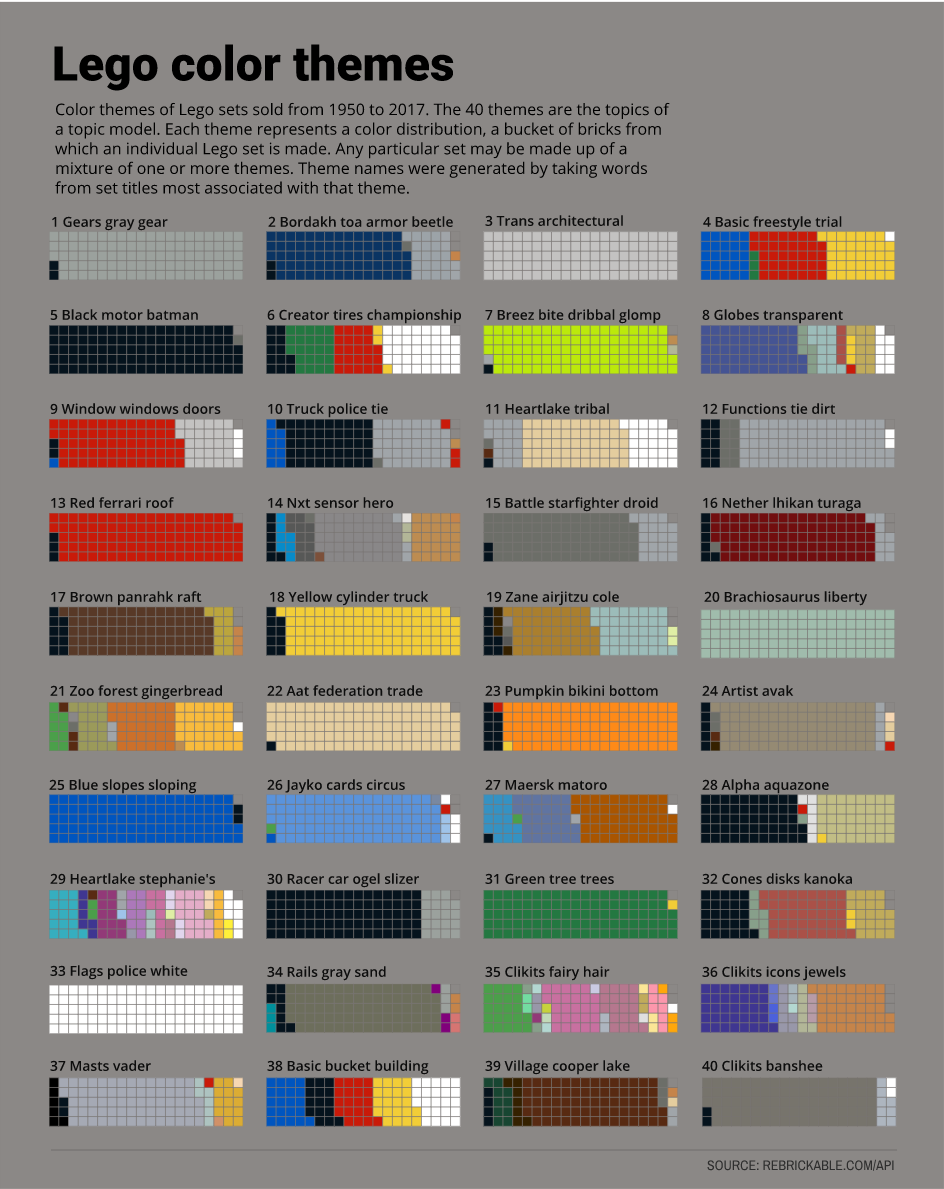 Lego color themes
Color themes of Lego sets sold from 1950 to 2017. The 40 themes are the topics of
a topic model. Each theme represents a color distribution, a bucket of bricks from
which an individual Lego set is made. Any particular set may be made up of a
mixture of one or more themes. Theme names were generated by taking words
from set titles most associated with that theme.
1 Gears gray gear
2 Bordakh toa armor beetle
3 Trans architectural
4 Basic freestyle trial
5 Black motor batman
6 Creator tires championship
7 Breez bite dribbal glomp
8 Globes transparent
9 Window windows doors
10 Truck police tie
11 Heartlake tribal
12 Functions tie dirt
13 Red ferrari roof
14 Nxt sensor hero
15 Battle starfighter droid
16 Nether lhikan turaga
17 Brown panrahk raft
18 Yellow cylinder truck
19 Zane airjitzu cole
20 Brachiosaurus liberty
21 Zoo forest gingerbread
22 Aat federation trade
23 Pumpkin bikini bottom
24 Artist avak
25 Blue slopes sloping
26 Jayko cards circus
27 Maersk matoro
28 Alpha aquazone
29 Heartlake stephanie's
30 Racer car ogel slizer
31 Green tree trees
32 Cones disks kanoka
33 Flags police white
34 Rails gray sand
35 Clikits fairy hair
36 Clikits icons jewels
37 Masts vader
38 Basic bucket building
39 Village cooper lake
40 Clikits banshee
SOURCE: REBRICKABLE.COM/API